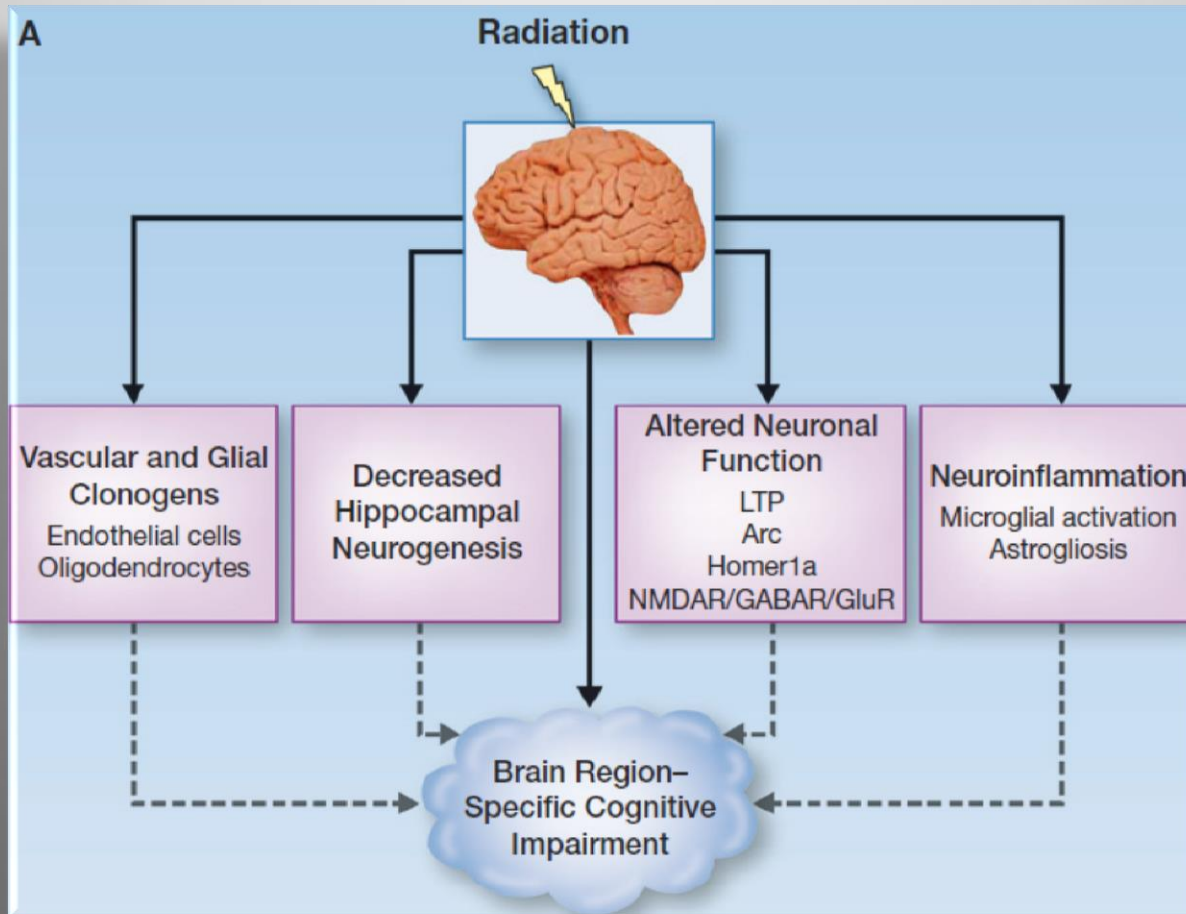 A
Radiation
Vascular and Glial
Clonogens
Endothelial cells
Oligodendrocytes
Decreased
Hippocampal
Neurogenesis
Altered Neuronal
Function
LTP
Arc
Homer1a
NMDAR/GABAR/GluR
Neuroinflammation
Microglial activation
Astrogliosis
Brain Region–
Specific Cognitive
Impairment